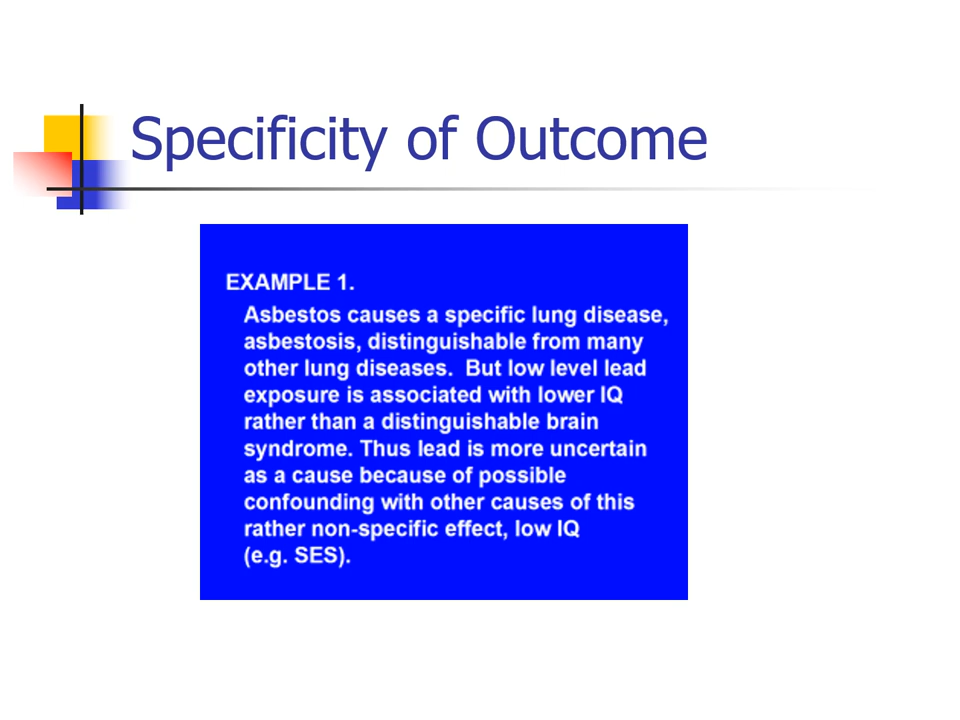 Specificity of Outcome
EXAMPLE 1.
Asbestos causes a specific lung disease,
asbestosis, distinguishable from many
other lung diseases.  But low level lead
exposure is associated with lower IQ
rather than a distinguishable brain
syndrome. Thus lead is more uncertain
as a cause because of possible
confounding with other causes of this
rather non-specific effect, low IQ
(e.g. SES).